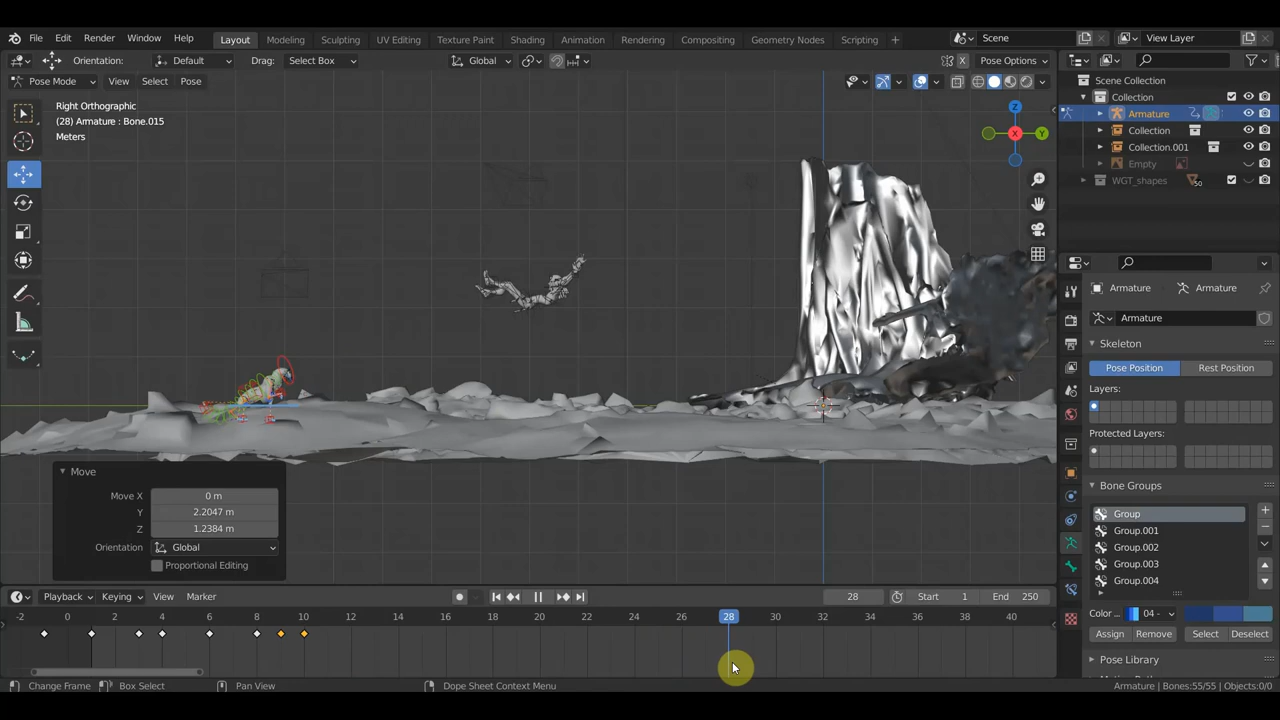 File Edit Render Window Help Layout Modeling Sculpting UV Editing Texture Paint Shading Animation Rendering Compositing Geometry Nodes Scripting + Scene View Layer
Orientation: Default Drag: Select Box Global X Pose Options
Pose Mode View Select Pose
Right Orthographic
(28) Armature : Bone.015
Meters
Z
X
Y
Move
Move X 0 m
Y 2.2047 m
Z 1.2384 m
Orientation Global
Proportional Editing
Playback Keying View Marker 28 Start 1 End 250
-2 0 2 4 6 8 10 12 14 16 18 20 22 24 26 28 30 32 34 36 38 40
Change Frame Box Select Pan View Dope Sheet Context Menu Armature | Bones:55/55 | Objects:0/0
Scene Collection
Collection
Armature
Collection
Collection.001
Empty
WGT_shapes 50
Armature Armature
Armature
Skeleton
Pose Position Rest Position
Layers:
Protected Layers:
Bone Groups
Group
Group.001
Group.002
Group.003
Group.004
Color ... 04 -
Assign Remove Select Deselect
Pose Library